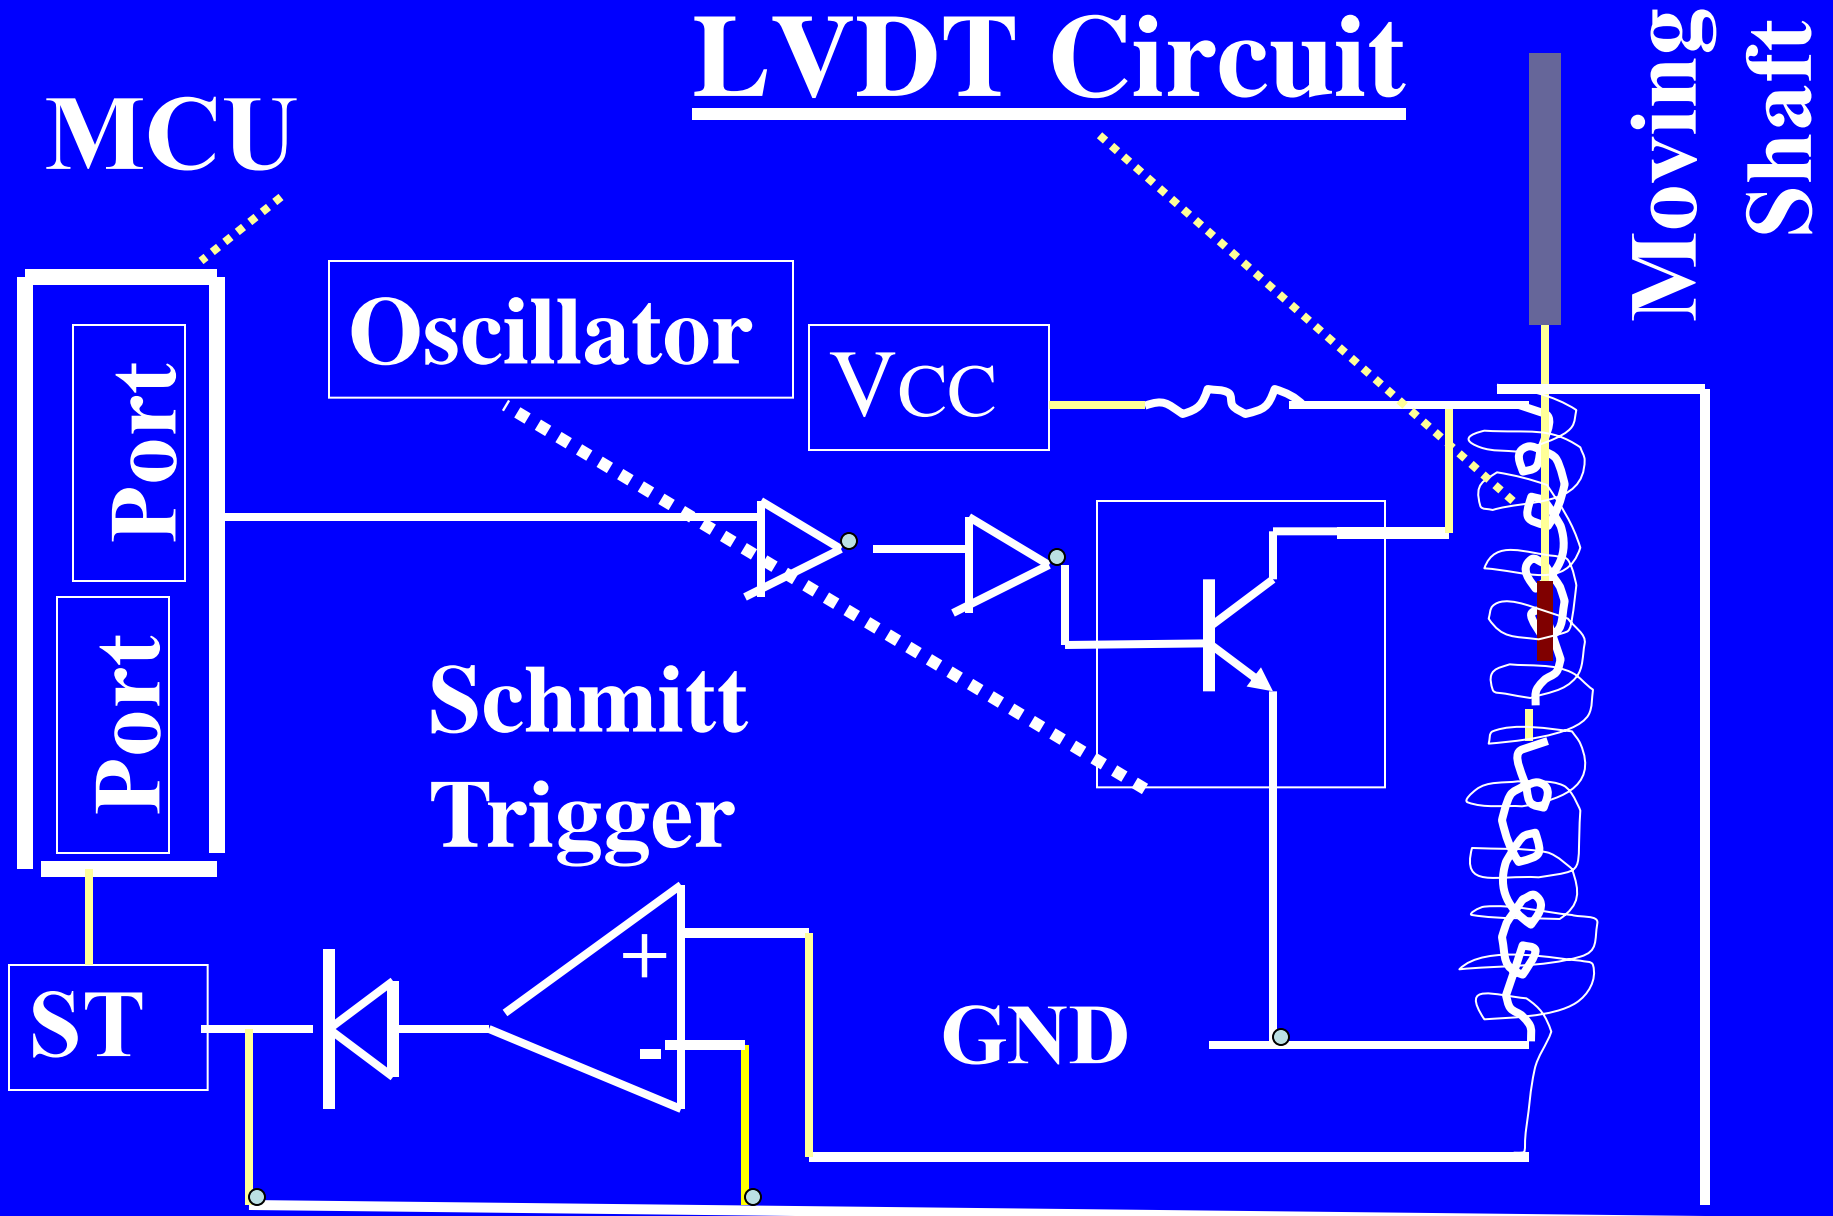 LVDT Circuit
MCU
Moving
Shaft
Oscillator
VCC
Port
Port
Schmitt
Trigger
+
-
ST
GND